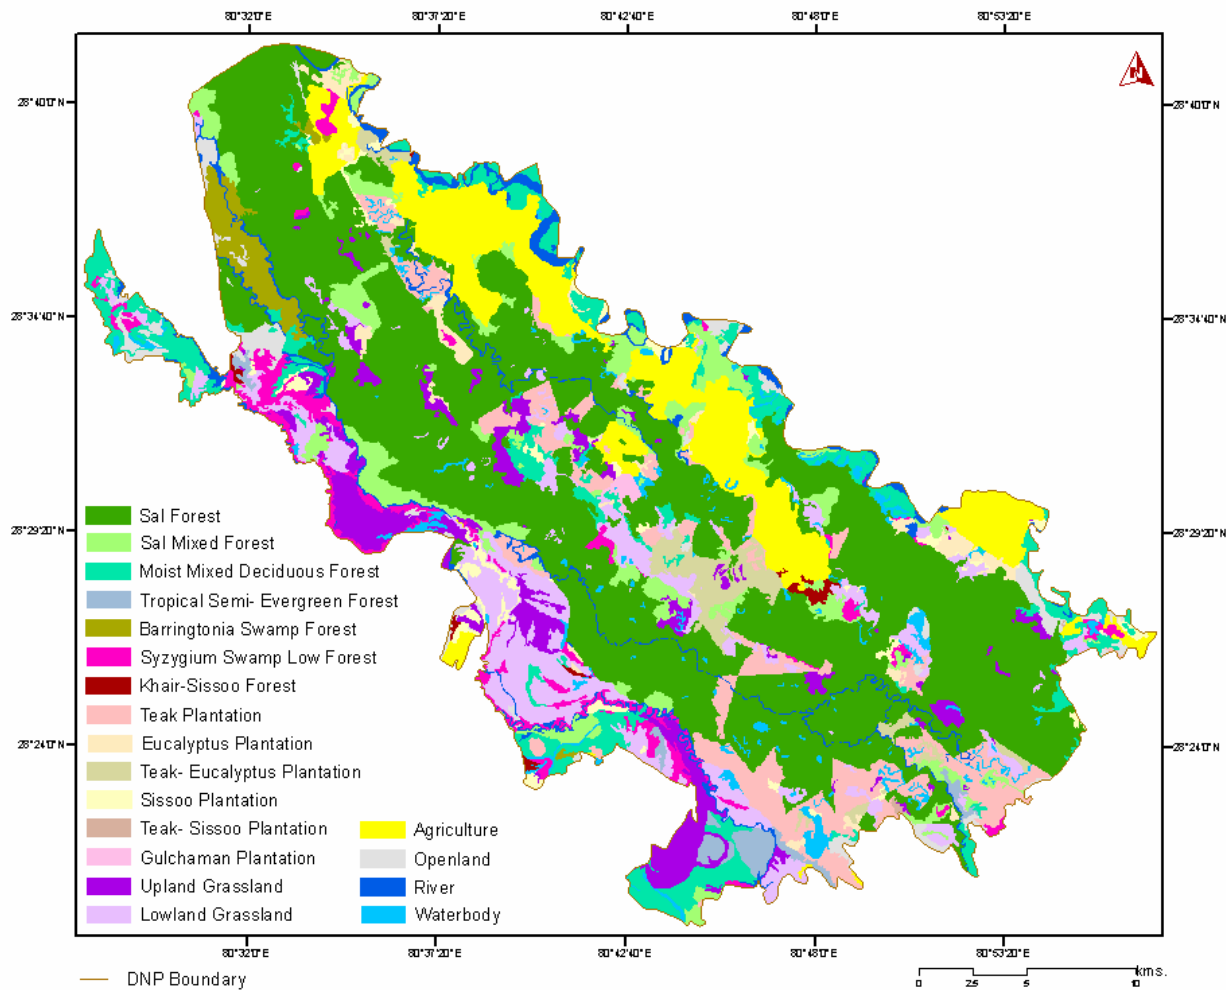 80°32'0"E 80°37'20"E 80°42'40"E 80°48'0"E 80°53'20"E
N
28°40'0"N 28°40'0"N
28°34'40"N 28°34'40"N
28°29'20"N 28°29'20"N
28°24'0"N 28°24'0"N
Sal Forest
Sal Mixed Forest
Moist Mixed Deciduous Forest
Tropical Semi- Evergreen Forest
Barringtonia Swamp Forest
Syzygium Swamp Low Forest
Khair-Sissoo Forest
Teak Plantation
Eucalyptus Plantation
Teak- Eucalyptus Plantation
Sissoo Plantation
Teak- Sissoo Plantation
Gulchaman Plantation
Upland Grassland
Lowland Grassland
Agriculture
Openland
River
Waterbody
80°32'0"E 80°37'20"E 80°42'40"E 80°48'0"E 80°53'20"E
DNP Boundary
kms.
0 2.5 5 10